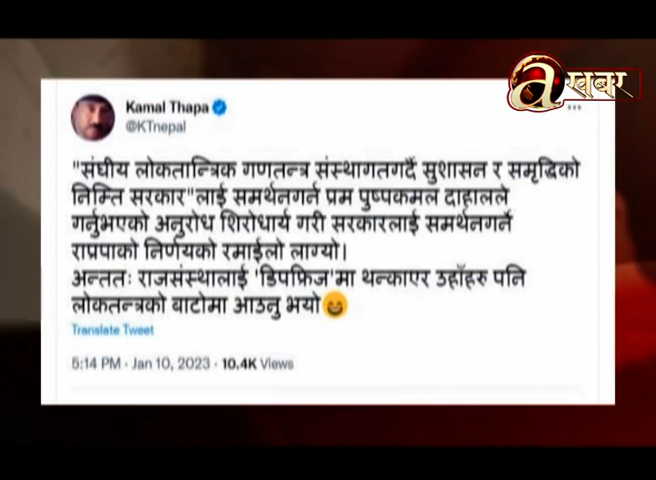 a खबर
Kamal Thapa
@KTnepal
"संघीय लोकतान्त्रिक गणतन्त्र संस्थागतगर्दै सुशासन र समृद्धिको
निम्ति सरकार"लाई समर्थनगर्न प्रम पुष्पकमल दाहालले
गर्नुभएको अनुरोध शिरोधार्य गरी सरकारलाई समर्थनगर्ने
राप्रपाको निर्णयको रमाईलो लाग्यो।
अन्ततः राजसंस्थालाई 'डिपफ्रिज'मा थन्काएर उहाँहरु पनि
लोकतन्त्रको बाटोमा आउनु भयो😄
Translate Tweet
5:14 PM · Jan 10, 2023 · 10.4K Views